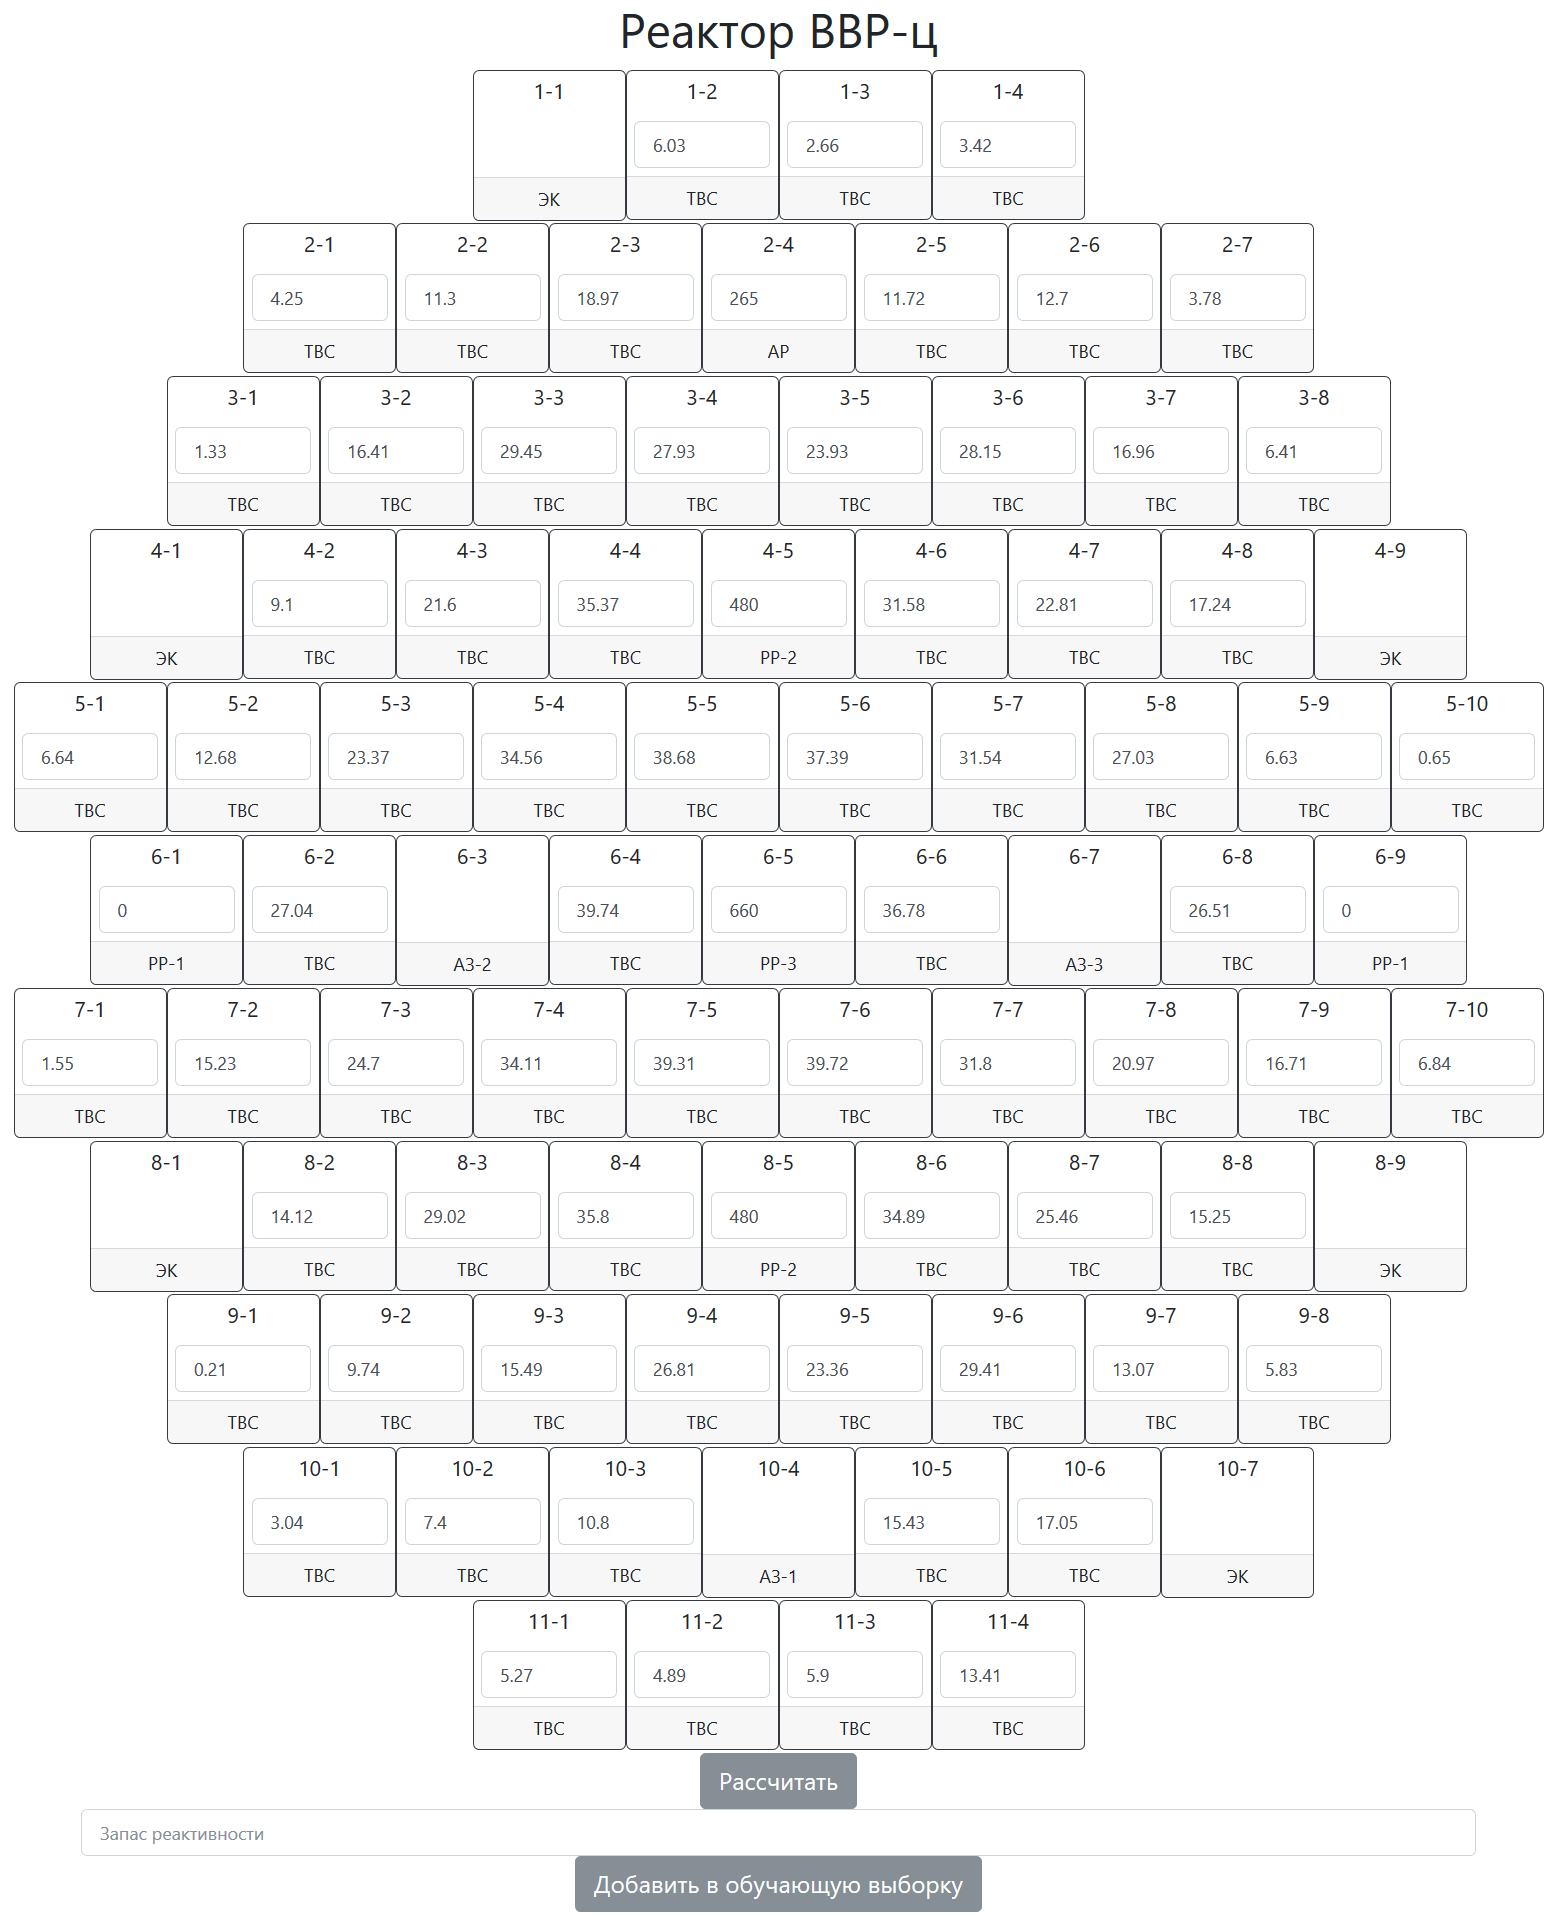 Реактор ВВР-ц
1-1 1-2 1-3 1-4
6.03 2.66 3.42
ЭК ТВС ТВС ТВС
2-1 2-2 2-3 2-4 2-5 2-6 2-7
4.25 11.3 18.97 265 11.72 12.7 3.78
ТВС ТВС ТВС АР ТВС ТВС ТВС
3-1 3-2 3-3 3-4 3-5 3-6 3-7 3-8
1.33 16.41 29.45 27.93 23.93 28.15 16.96 6.41
ТВС ТВС ТВС ТВС ТВС ТВС ТВС ТВС
4-1 4-2 4-3 4-4 4-5 4-6 4-7 4-8 4-9
9.1 21.6 35.37 480 31.58 22.81 17.24
ЭК ТВС ТВС ТВС РР-2 ТВС ТВС ТВС ЭК
5-1 5-2 5-3 5-4 5-5 5-6 5-7 5-8 5-9 5-10
6.64 12.68 23.37 34.56 38.68 37.39 31.54 27.03 6.63 0.65
ТВС ТВС ТВС ТВС ТВС ТВС ТВС ТВС ТВС ТВС
6-1 6-2 6-3 6-4 6-5 6-6 6-7 6-8 6-9
0 27.04 39.74 660 36.78 26.51 0
РР-1 ТВС АЗ-2 ТВС РР-3 ТВС АЗ-3 ТВС РР-1
7-1 7-2 7-3 7-4 7-5 7-6 7-7 7-8 7-9 7-10
1.55 15.23 24.7 34.11 39.31 39.72 31.8 20.97 16.71 6.84
ТВС ТВС ТВС ТВС ТВС ТВС ТВС ТВС ТВС ТВС
8-1 8-2 8-3 8-4 8-5 8-6 8-7 8-8 8-9
14.12 29.02 35.8 480 34.89 25.46 15.25
ЭК ТВС ТВС ТВС РР-2 ТВС ТВС ТВС ЭК
9-1 9-2 9-3 9-4 9-5 9-6 9-7 9-8
0.21 9.74 15.49 26.81 23.36 29.41 13.07 5.83
ТВС ТВС ТВС ТВС ТВС ТВС ТВС ТВС
10-1 10-2 10-3 10-4 10-5 10-6 10-7
3.04 7.4 10.8 15.43 17.05
ТВС ТВС ТВС АЗ-1 ТВС ТВС ЭК
11-1 11-2 11-3 11-4
5.27 4.89 5.9 13.41
ТВС ТВС ТВС ТВС
Рассчитать
Запас реактивности
Добавить в обучающую выборку